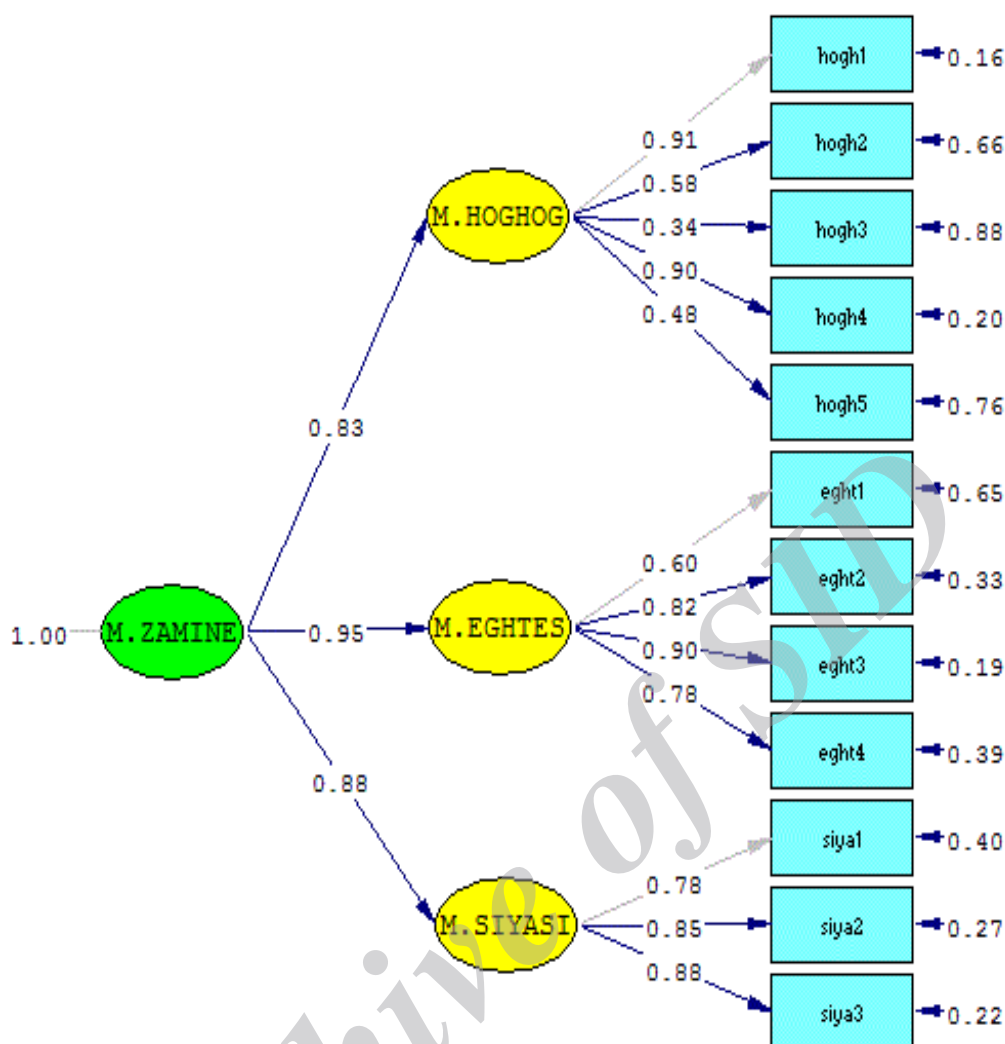 hogh1
0.16
0.91
hogh2
0.66
0.58
M.HOGHOG
hogh3
0.88
0.34
0.90
hogh4
0.20
0.48
hogh5
0.76
0.83
eght1
0.65
0.60
eght2
0.33
0.82
1.00
M.ZAMINE
0.95
M.EGHTES
0.90
eght3
0.19
0.78
eght4
0.39
0.88
siya1
0.40
0.78
M.SIYASI
0.85
siya2
0.27
0.88
siya3
0.22
hive of SID